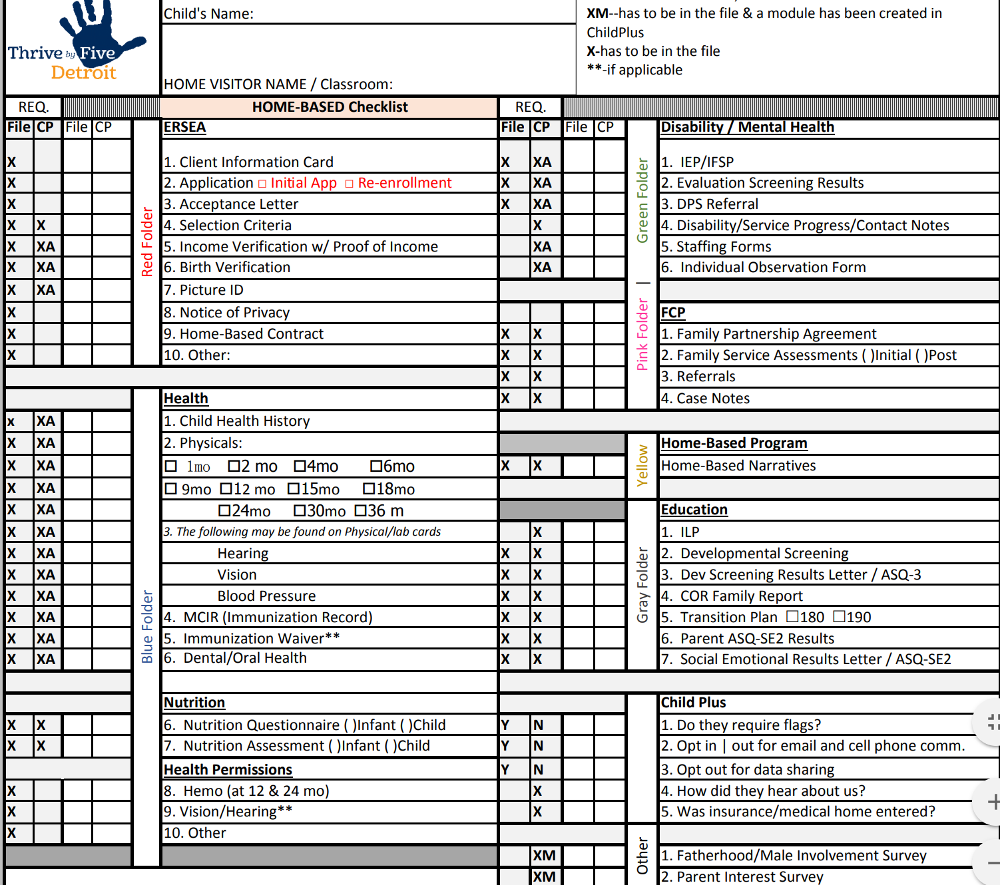 Thrive by Five
Detroit
Child's Name:
HOME VISITOR NAME / Classroom:
XM--has to be in the file & a module has been created in
ChildPlus
X-has to be in the file
**-if applicable
REQ. HOME-BASED Checklist
File CP File CP ERSEA
X 1. Client Information Card
X 2. Application □ Initial App □ Re-enrollment
X 3. Acceptance Letter
X X 4. Selection Criteria
X XA 5. Income Verification w/ Proof of Income
X XA 6. Birth Verification
X XA 7. Picture ID
X 8. Notice of Privacy
X 9. Home-Based Contract
X 10. Other:
Red Folder
Health
x XA 1. Child Health History
X XA 2. Physicals:
X XA □ 1mo □2 mo □4mo □6mo
X XA □ 9mo □12 mo □15mo □18mo
X XA □24mo □30mo □36 m
X XA 3. The following may be found on Physical/lab cards
X XA Hearing
X XA Vision
X XA Blood Pressure
X XA 4. MCIR (Immunization Record)
X XA 5. Immunization Waiver**
X XA 6. Dental/Oral Health
Blue Folder
Nutrition
X X 6. Nutrition Questionnaire ( )Infant ( )Child
X X 7. Nutrition Assessment ( )Infant ( )Child
Health Permissions
X 8. Hemo (at 12 & 24 mo)
X 9. Vision/Hearing**
X 10. Other
REQ.
File CP File CP Disability / Mental Health
X XA 1. IEP/IFSP
X XA 2. Evaluation Screening Results
X XA 3. DPS Referral
X 4. Disability/Service Progress/Contact Notes
XA 5. Staffing Forms
XA 6. Individual Observation Form
Pink Folder | Green Folder
FCP
X X 1. Family Partnership Agreement
X X 2. Family Service Assessments ( )Initial ( )Post
X X 3. Referrals
X X 4. Case Notes
Yellow
Home-Based Program
X X Home-Based Narratives
Gray Folder
Education
X 1. ILP
X X 2. Developmental Screening
X X 3. Dev Screening Results Letter / ASQ-3
X X 4. COR Family Report
X X 5. Transition Plan □180 □190
X X 6. Parent ASQ-SE2 Results
X X 7. Social Emotional Results Letter / ASQ-SE2
Child Plus
Y N 1. Do they require flags?
Y N 2. Opt in | out for email and cell phone comm.
Y N 3. Opt out for data sharing
X 4. How did they hear about us?
X 5. Was insurance/medical home entered?
Other
XM 1. Fatherhood/Male Involvement Survey
XM 2. Parent Interest Survey